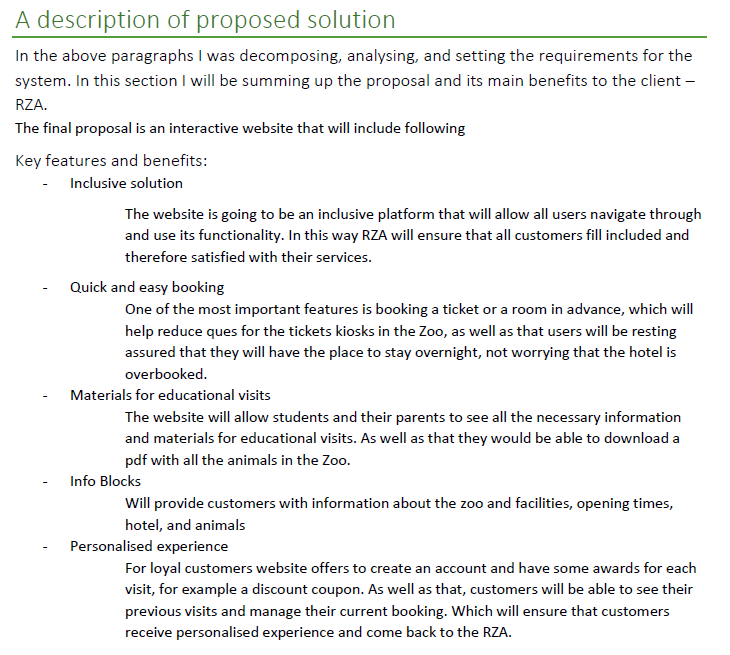 A description of proposed solution
In the above paragraphs I was decomposing, analysing, and setting the requirements for the
system. In this section I will be summing up the proposal and its main benefits to the client –
RZA.
The final proposal is an interactive website that will include following
Key features and benefits:
- Inclusive solution
The website is going to be an inclusive platform that will allow all users navigate through
and use its functionality. In this way RZA will ensure that all customers fill included and
therefore satisfied with their services.
- Quick and easy booking
One of the most important features is booking a ticket or a room in advance, which will
help reduce ques for the tickets kiosks in the Zoo, as well as that users will be resting
assured that they will have the place to stay overnight, not worrying that the hotel is
overbooked.
- Materials for educational visits
The website will allow students and their parents to see all the necessary information
and materials for educational visits. As well as that they would be able to download a
pdf with all the animals in the Zoo.
- Info Blocks
Will provide customers with information about the zoo and facilities, opening times,
hotel, and animals
- Personalised experience
For loyal customers website offers to create an account and have some awards for each
visit, for example a discount coupon. As well as that, customers will be able to see their
previous visits and manage their current booking. Which will ensure that customers
receive personalised experience and come back to the RZA.